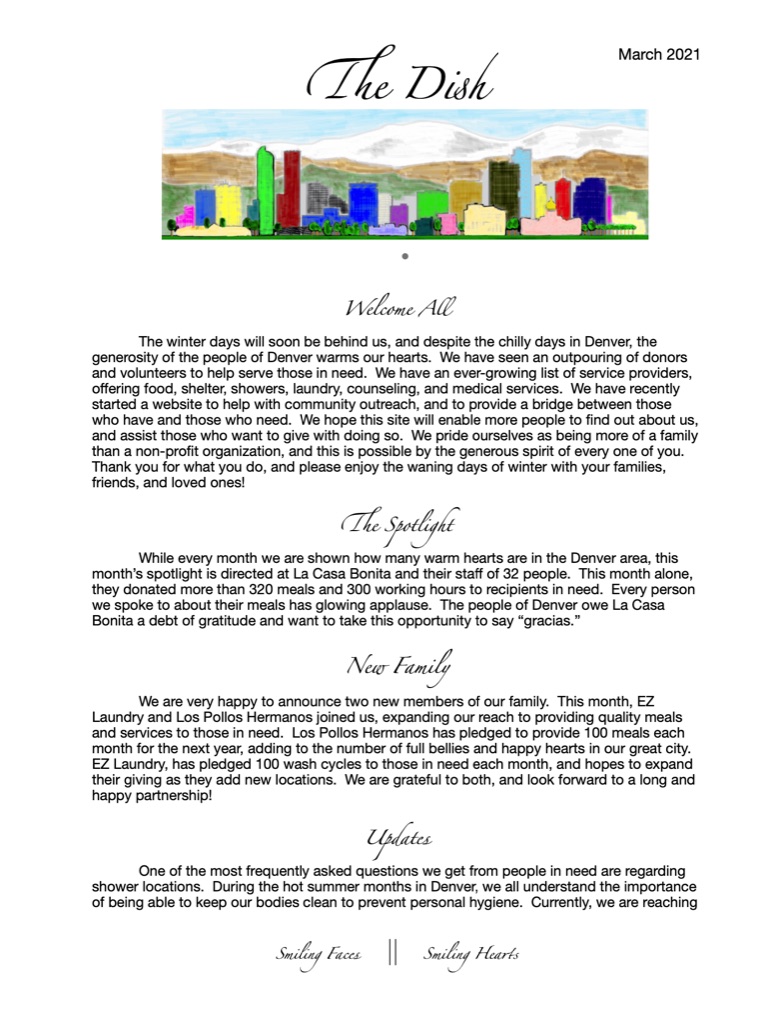 March 2021
The Dish
Welcome All
The winter days will soon be behind us, and despite the chilly days in Denver, the
generosity of the people of Denver warms our hearts.  We have seen an outpouring of donors
and volunteers to help serve those in need.  We have an ever-growing list of service providers,
offering food, shelter, showers, laundry, counseling, and medical services.  We have recently
started a website to help with community outreach, and to provide a bridge between those
who have and those who need.  We hope this site will enable more people to find out about us,
and assist those who want to give with doing so.  We pride ourselves as being more of a family
than a non-profit organization, and this is possible by the generous spirit of every one of you.
Thank you for what you do, and please enjoy the waning days of winter with your families,
friends, and loved ones!
The Spotlight
While every month we are shown how many warm hearts are in the Denver area, this
month's spotlight is directed at La Casa Bonita and their staff of 32 people.  This month alone,
they donated more than 320 meals and 300 working hours to recipients in need.  Every person
we spoke to about their meals has glowing applause.  The people of Denver owe La Casa
Bonita a debt of gratitude and want to take this opportunity to say “gracias.”
New Family
We are very happy to announce two new members of our family.  This month, EZ
Laundry and Los Pollos Hermanos joined us, expanding our reach to providing quality meals
and services to those in need.  Los Pollos Hermanos has pledged to provide 100 meals each
month for the next year, adding to the number of full bellies and happy hearts in our great city.
EZ Laundry, has pledged 100 wash cycles to those in need each month, and hopes to expand
their giving as they add new locations.  We are grateful to both, and look forward to a long and
happy partnership!
Updates
One of the most frequently asked questions we get from people in need are regarding
shower locations.  During the hot summer months in Denver, we all understand the importance
of being able to keep our bodies clean to prevent personal hygiene.  Currently, we are reaching
Smiling Faces || Smiling Hearts